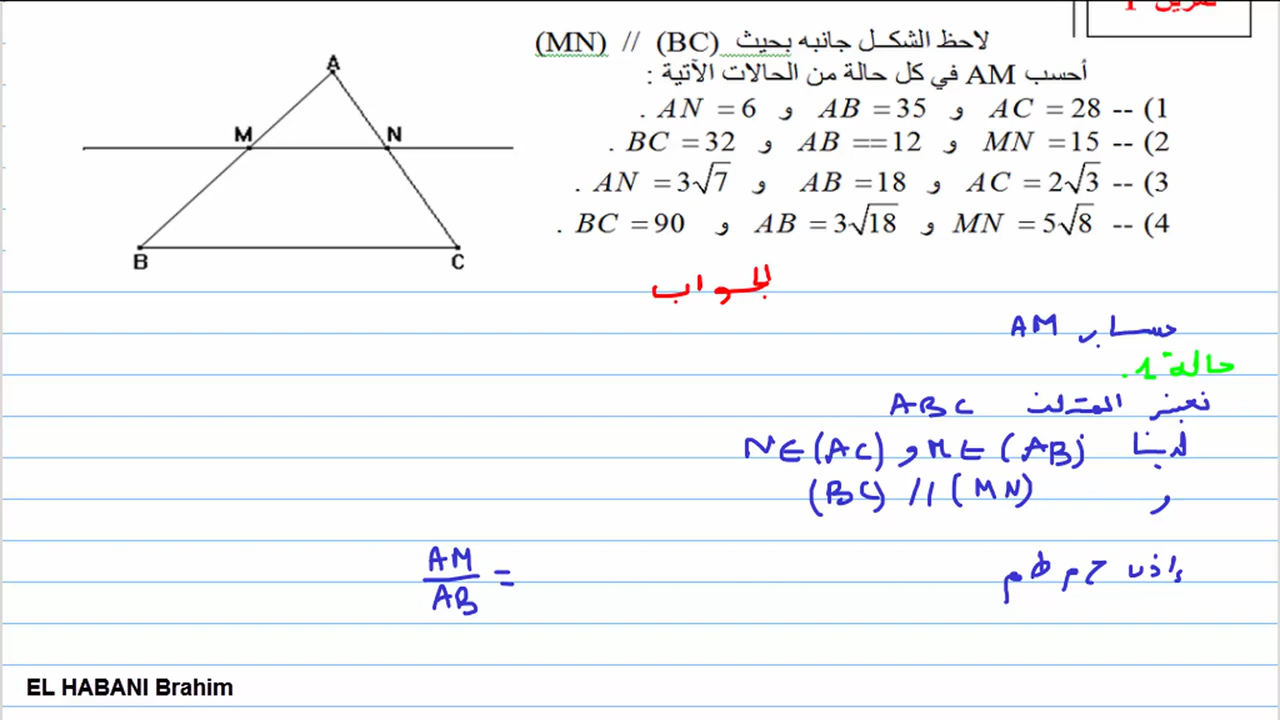 تمرين 1
لاحظ الشكل جانبه بحيث (BC) // (MN)
أحسب AM في كل حالة من الحالات الآتية :
1) -- AC = 28 و AB = 35 و AN = 6 .
2) -- MN = 15 و AB == 12 و BC = 32 .
3) -- AC = 2√3 و AB = 18 و AN = 3√7 .
4) -- MN = 5√8 و AB = 3√18 و BC = 90 .
A
M N
B C
الجواب
حساب AM
حالة 1.
نعتبر المثلث ABC
لدينا M∈(AB) و N∈(AC)
و (BC) // (MN)
وإذن ح م ط م
AM/AB =
EL HABANI Brahim